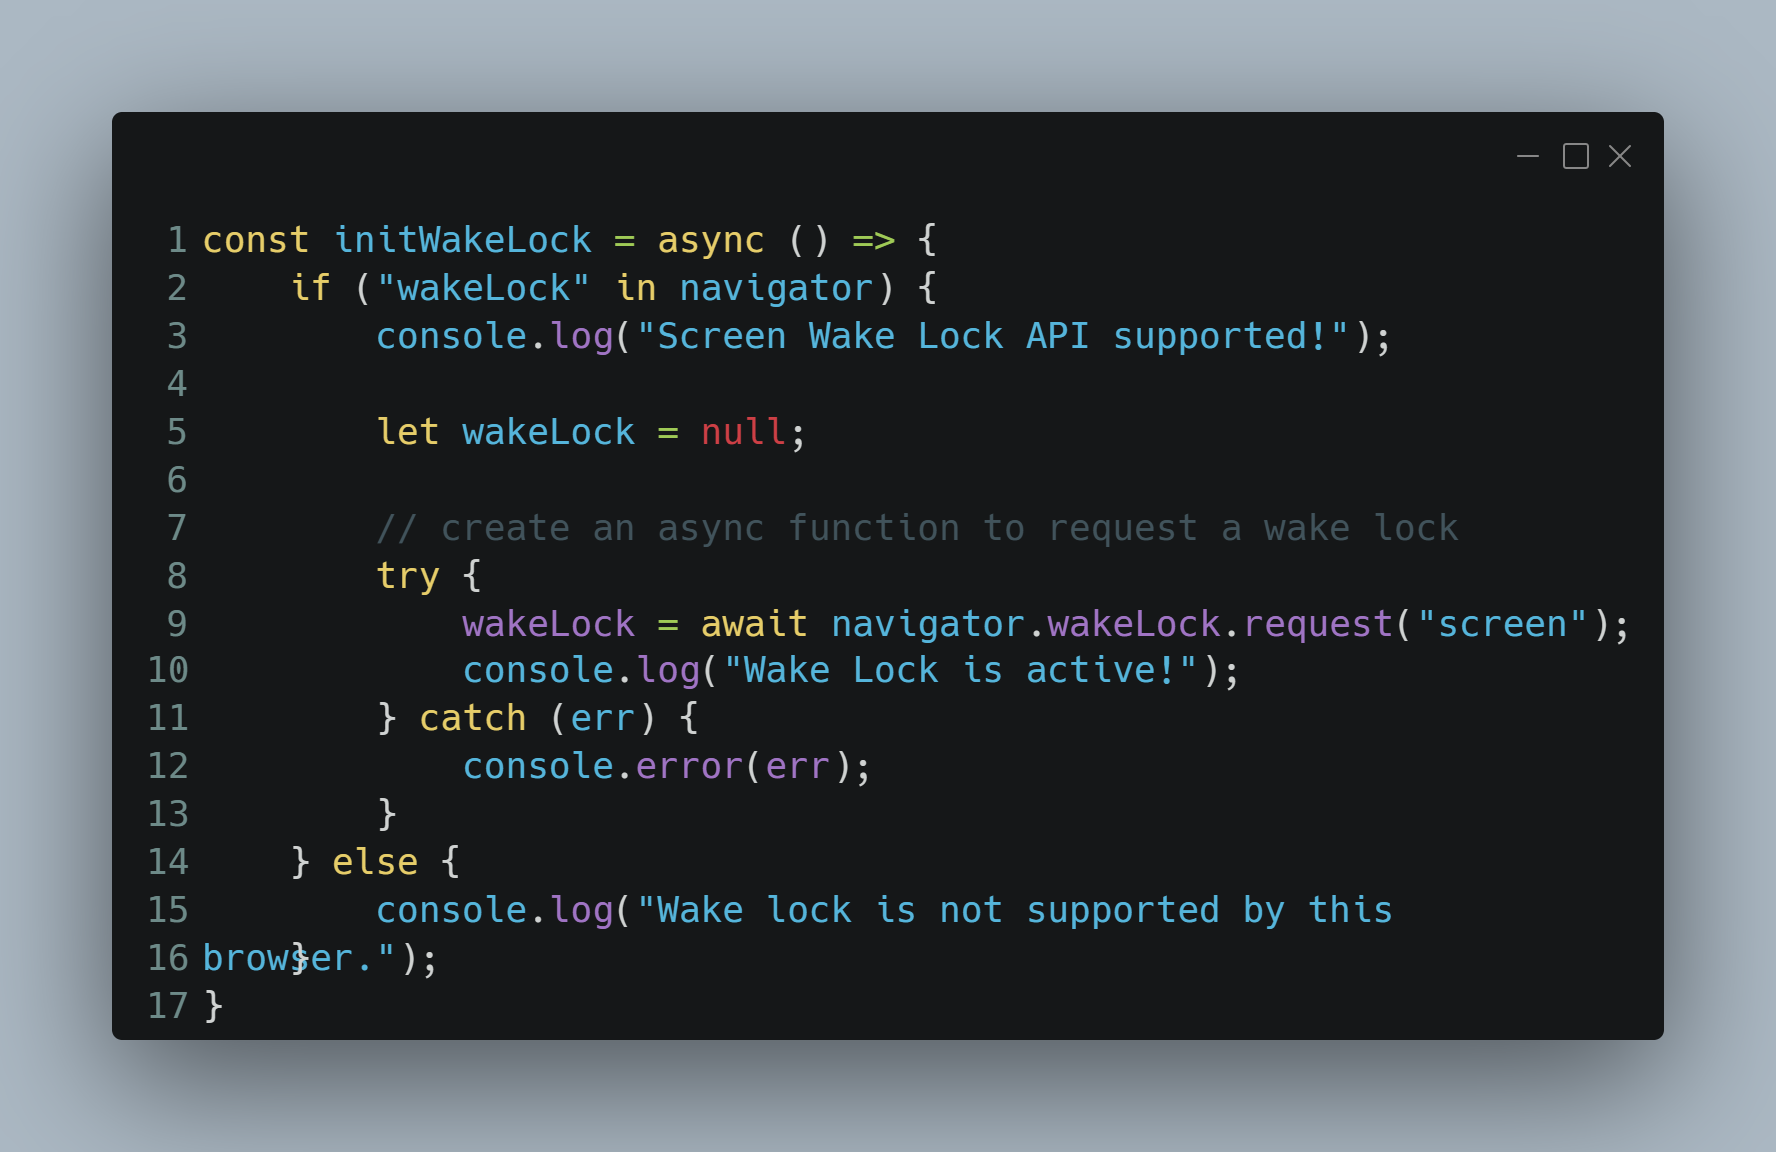 1 const initWakeLock = async () => {
2     if ("wakeLock" in navigator) {
3         console.log("Screen Wake Lock API supported!");
4
5         let wakeLock = null;
6
7         // create an async function to request a wake lock
8         try {
9             wakeLock = await navigator.wakeLock.request("screen");
10             console.log("Wake Lock is active!");
11         } catch (err) {
12             console.error(err);
13         }
14     } else {
15         console.log("Wake lock is not supported by this
16 browser.");
    }
17 }